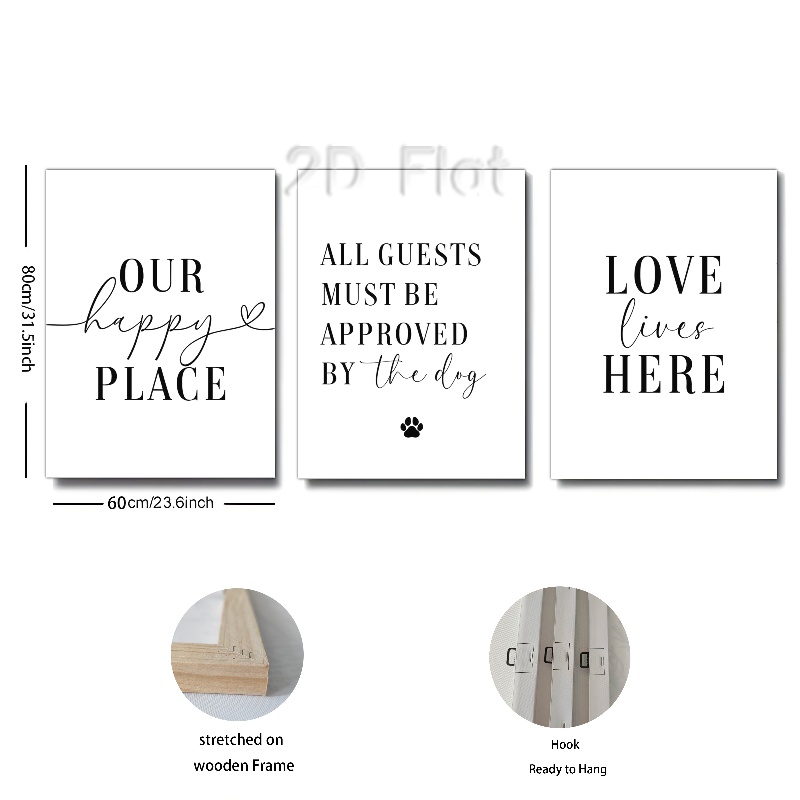 2D Flat
80cm/31.5inch
OUR
happy
PLACE
ALL GUESTS
MUST BE
APPROVED
BY the dog
LOVE
lives
HERE
60cm/23.6inch
stretched on
wooden Frame
Hook
Ready to Hang